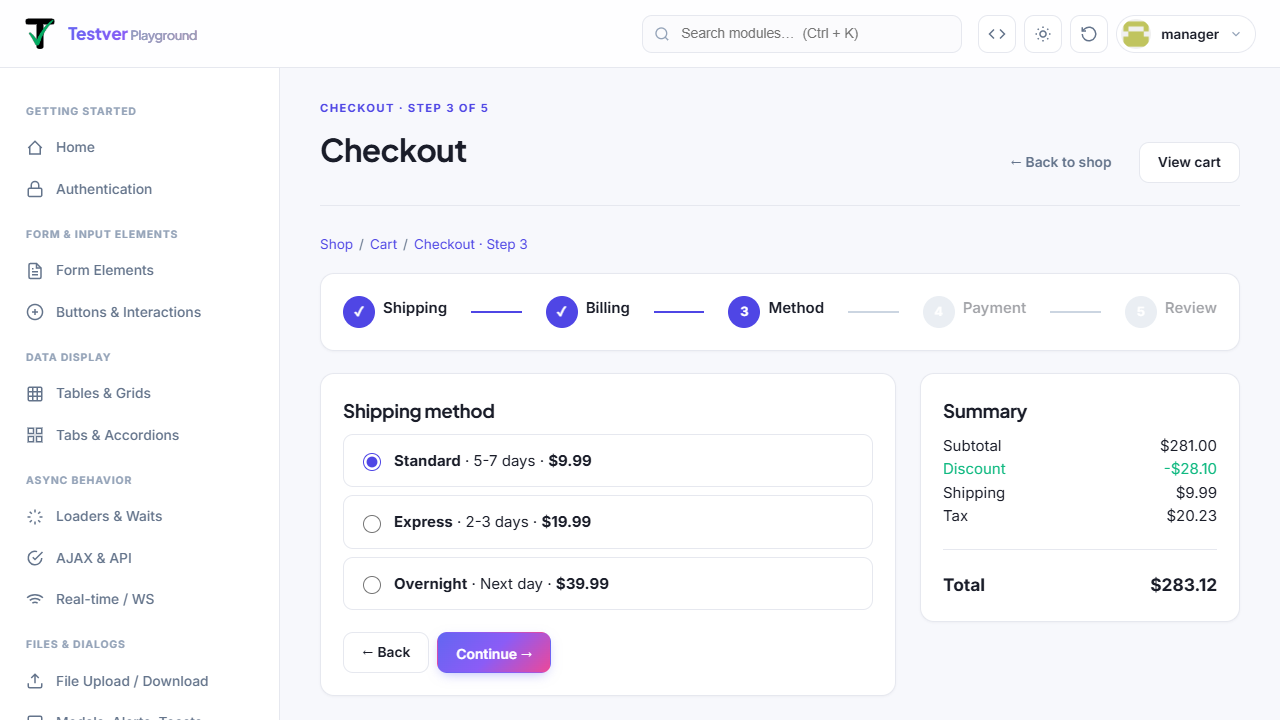 Testver Playground
Search modules... (Ctrl + K)
manager
GETTING STARTED
Home
Authentication
FORM & INPUT ELEMENTS
Form Elements
Buttons & Interactions
DATA DISPLAY
Tables & Grids
Tabs & Accordions
ASYNC BEHAVIOR
Loaders & Waits
AJAX & API
Real-time / WS
FILES & DIALOGS
File Upload / Download
Modals, Alerts, Toasts
CHECKOUT · STEP 3 OF 5
Checkout
← Back to shop
View cart
Shop / Cart / Checkout · Step 3
✓ Shipping
✓ Billing
3 Method
4 Payment
5 Review
Shipping method
Standard · 5-7 days · $9.99
Express · 2-3 days · $19.99
Overnight · Next day · $39.99
← Back
Continue →
Summary
Subtotal $281.00
Discount -$28.10
Shipping $9.99
Tax $20.23
Total $283.12